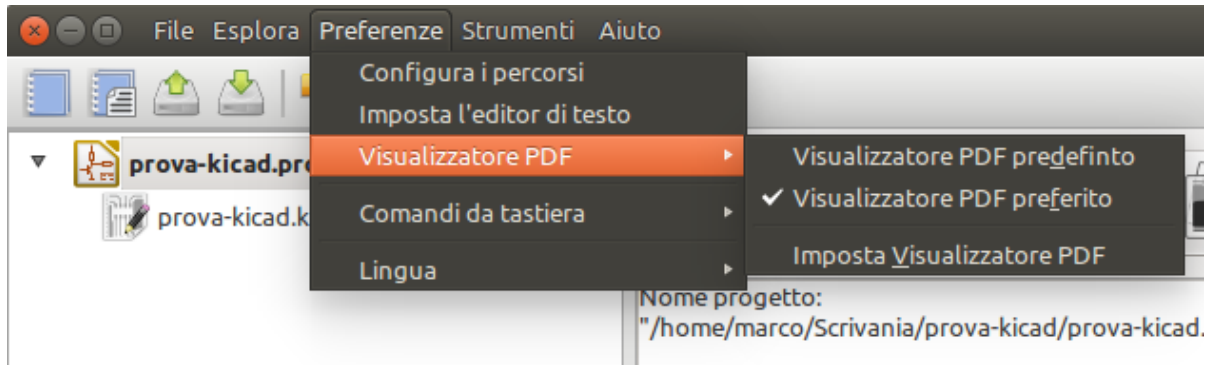 File Esplora Preferenze Strumenti Aiuto
Configura i percorsi
Imposta l'editor di testo
Visualizzatore PDF
Comandi da tastiera
Lingua
Visualizzatore PDF predefinto
Visualizzatore PDF preferito
Imposta Visualizzatore PDF
prova-kicad.pr
prova-kicad.k
Nome progetto:
"/home/marco/Scrivania/prova-kicad/prova-kicad.